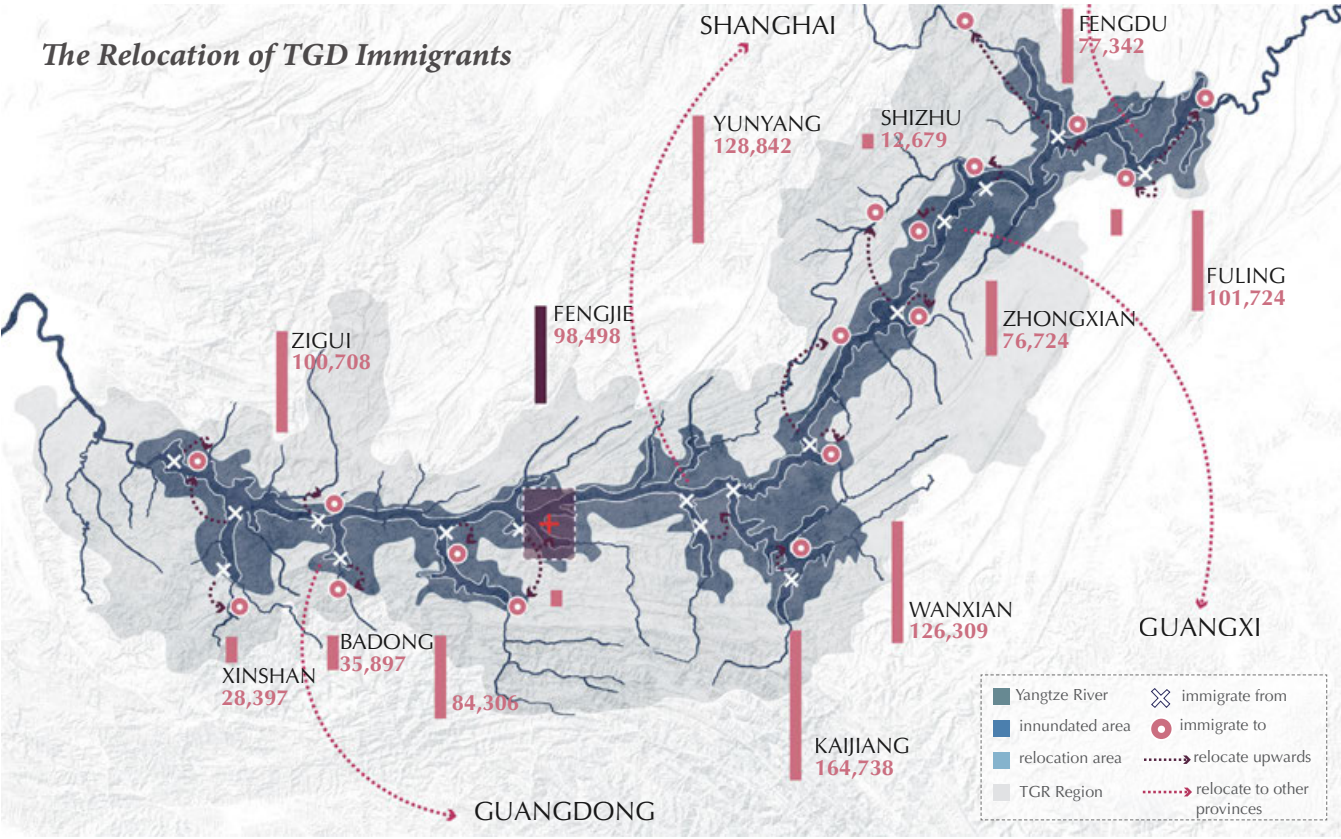 The Relocation of TGD Immigrants
SHANGHAI
FENGDU
77,342
YUNYANG
128,842
SHIZHU
12,679
FULING
101,724
ZHONGXIAN
76,724
FENGJIE
98,498
ZIGUI
100,708
WANXIAN
126,309
GUANGXI
BADONG
35,897
XINSHAN
28,397
84,306
KAIJIANG
164,738
GUANGDONG
Yangtze River
innundated area
relocation area
TGR Region
immigrate from
immigrate to
relocate upwards
relocate to other
provinces